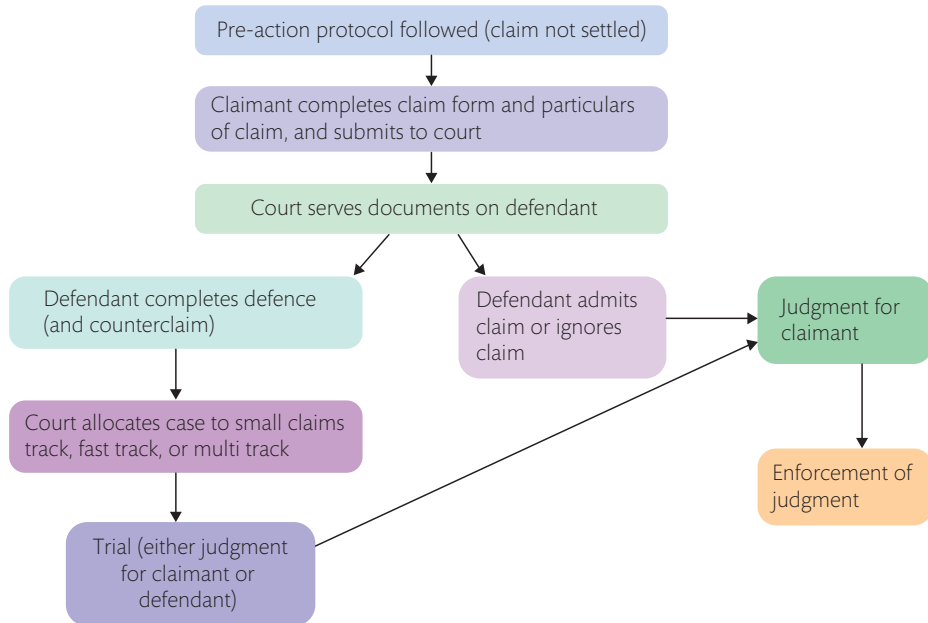 Pre-action protocol followed (claim not settled)
Claimant completes claim form and particulars
of claim, and submits to court
Court serves documents on defendant
Defendant completes defence
(and counterclaim)
Defendant admits
claim or ignores
claim
Judgment for
claimant
Court allocates case to small claims
track, fast track, or multi track
Enforcement of
judgment
Trial (either judgment
for claimant or
defendant)